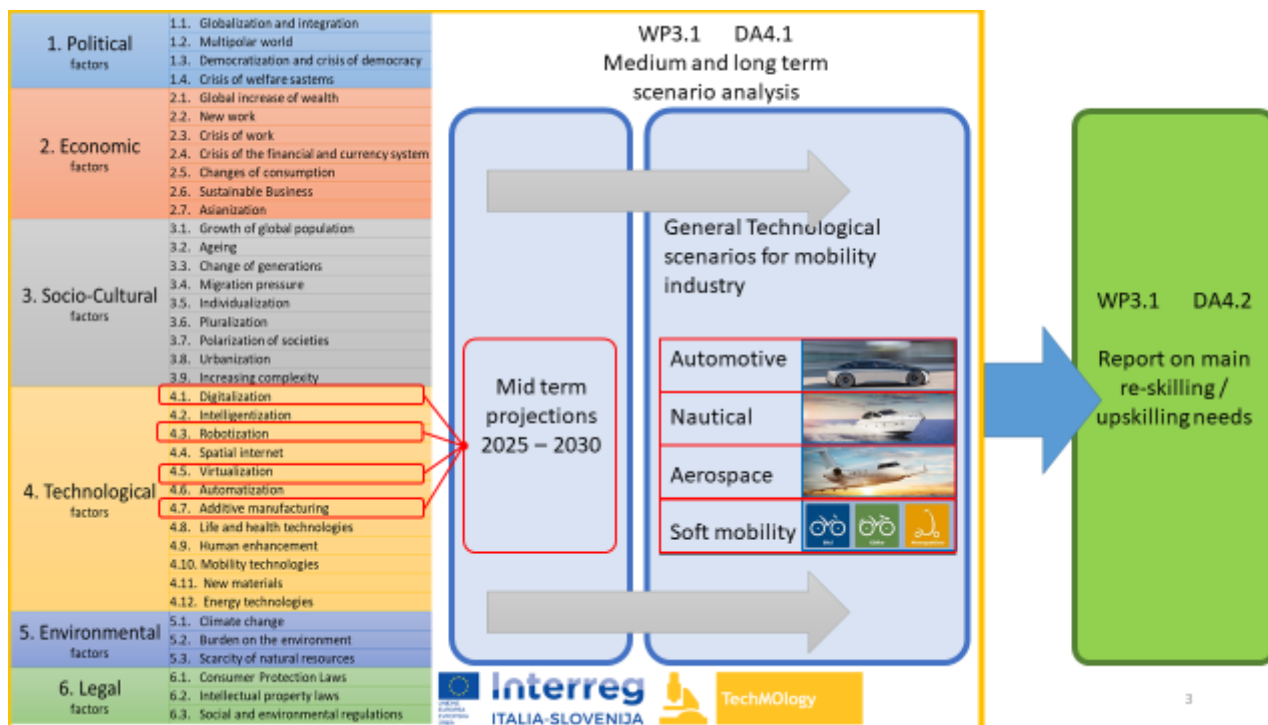 1. Political
factors
1.1. Globalization and integration
1.2. Multipolar world
1.3. Democratization and crisis of democracy
1.4. Crisis of welfare sastems
2. Economic
factors
2.1. Global increase of wealth
2.2. New work
2.3. Crisis of work
2.4. Crisis of the financial and currency system
2.5. Changes of consumption
2.6. Sustainable Business
2.7. Asianization
3. Socio-Cultural
factors
3.1. Growth of global population
3.2. Ageing
3.3. Change of generations
3.4. Migration pressure
3.5. Individualization
3.6. Pluralization
3.7. Polarization of societies
3.8. Urbanization
3.9. Increasing complexity
4. Technological
factors
4.1. Digitalization
4.2. Intelligentization
4.3. Robotization
4.4. Spatial internet
4.5. Virtualization
4.6. Automatization
4.7. Additive manufacturing
4.8. Life and health technologies
4.9. Human enhancement
4.10. Mobility technologies
4.11. New materials
4.12. Energy technologies
5. Environmental
factors
5.1. Climate change
5.2. Burden on the environment
5.3. Scarcity of natural resources
6. Legal
factors
6.1. Consumer Protection Laws
6.2. Intellectual property laws
6.3. Social and environmental regulations
WP3.1 DA4.1
Medium and long term
scenario analysis
Mid term
projections
2025 – 2030
General Technological
scenarios for mobility
industry
Automotive
Nautical
Aerospace
Soft mobility
Interreg
ITALIA-SLOVENIJA
TechMOlogy
WP3.1 DA4.2
Report on main
re-skilling /
upskilling needs
3